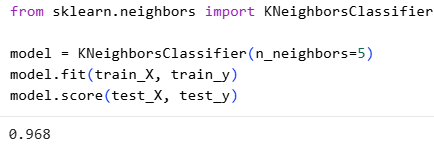 from sklearn.neighbors import KNeighborsClassifier
model = KNeighborsClassifier(n_neighbors=5)
model.fit(train_X, train_y)
model.score(test_X, test_y)
0.968